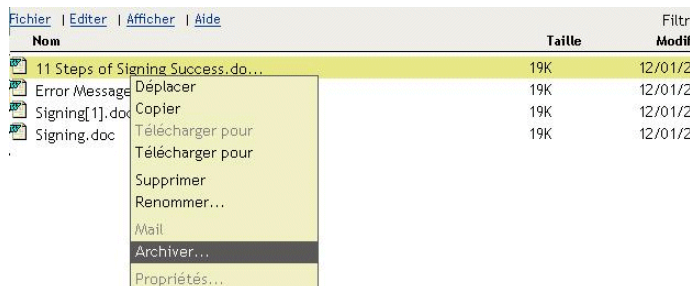 Fichier | Editer | Afficher | Aide Filtr
Nom Taille Modif
11 Steps of Signing Success.do... 19K 12/01/2
Error Message 19K 12/01/2
Signing[1].doc 19K 12/01/2
Signing.doc 19K 12/01/2
Déplacer
Copier
Télécharger pour
Télécharger pour
Supprimer
Renommer...
Mail
Archiver...
Propriétés...